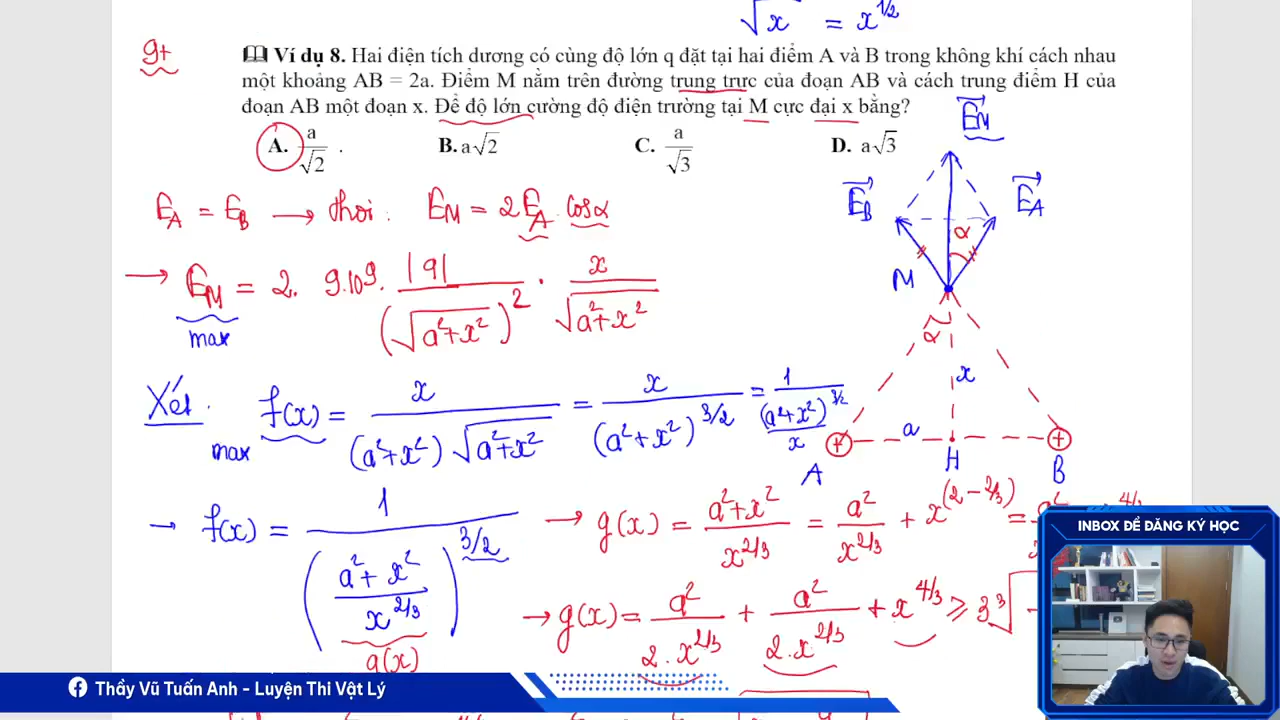 √x = x^{1/2}
9+
Ví dụ 8. Hai điện tích dương có cùng độ lớn q đặt tại hai điểm A và B trong không khí cách nhau
một khoảng AB = 2a. Điểm M nằm trên đường trung trực của đoạn AB và cách trung điểm H của
đoạn AB một đoạn x. Để độ lớn cường độ điện trường tại M cực đại x bằng?
A. a/√2 . B. a√2 C. a/√3 D. a√3
E_M
E_B E_A
α
M
α
x
a
A H B
E_A = E_B → thoi : E_M = 2E_A . cosα
→ E_M = 2. 9.10^9. |q|/(√(a²+x²))² . x/√(a²+x²)
max
Xét : f(x) = x/((a²+x²)√(a²+x²)) = x/(a²+x²)^{3/2} = 1/((a²+x²)^{3/2}/x)
max
→ f(x) = 1/((a²+x²)/x^{2/3})^{3/2}
g(x)
→ g(x) = (a²+x²)/x^{2/3} = a²/x^{2/3} + x^{(2-2/3)} =
→ g(x) = a²/(2.x^{2/3}) + a²/(2.x^{2/3}) + x^{4/3} ≥ 3 ∛
INBOX ĐỂ ĐĂNG KÝ HỌC
Thầy Vũ Tuấn Anh - Luyện Thi Vật Lý